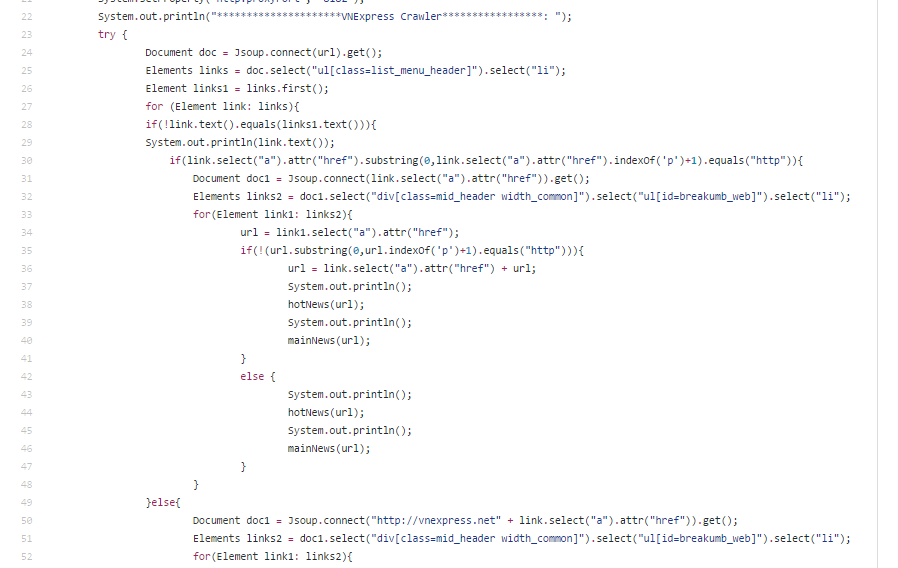 21 System.setProperty("http.proxyPort", "8182");
22 System.out.println("*********************VNExpress Crawler*****************: ");
23 try {
24 Document doc = Jsoup.connect(url).get();
25 Elements links = doc.select("ul[class=list_menu_header]").select("li");
26 Element links1 = links.first();
27 for (Element link: links){
28 if(!link.text().equals(links1.text())){
29 System.out.println(link.text());
30 if(link.select("a").attr("href").substring(0,link.select("a").attr("href").indexOf('p')+1).equals("http")){
31 Document doc1 = Jsoup.connect(link.select("a").attr("href")).get();
32 Elements links2 = doc1.select("div[class=mid_header width_common]").select("ul[id=breakumb_web]").select("li");
33 for(Element link1: links2){
34 url = link1.select("a").attr("href");
35 if(!(url.substring(0,url.indexOf('p')+1).equals("http"))){
36 url = link.select("a").attr("href") + url;
37 System.out.println();
38 hotNews(url);
39 System.out.println();
40 mainNews(url);
41 }
42 else {
43 System.out.println();
44 hotNews(url);
45 System.out.println();
46 mainNews(url);
47 }
48 }
49 }else{
50 Document doc1 = Jsoup.connect("http://vnexpress.net" + link.select("a").attr("href")).get();
51 Elements links2 = doc1.select("div[class=mid_header width_common]").select("ul[id=breakumb_web]").select("li");
52 for(Element link1: links2){